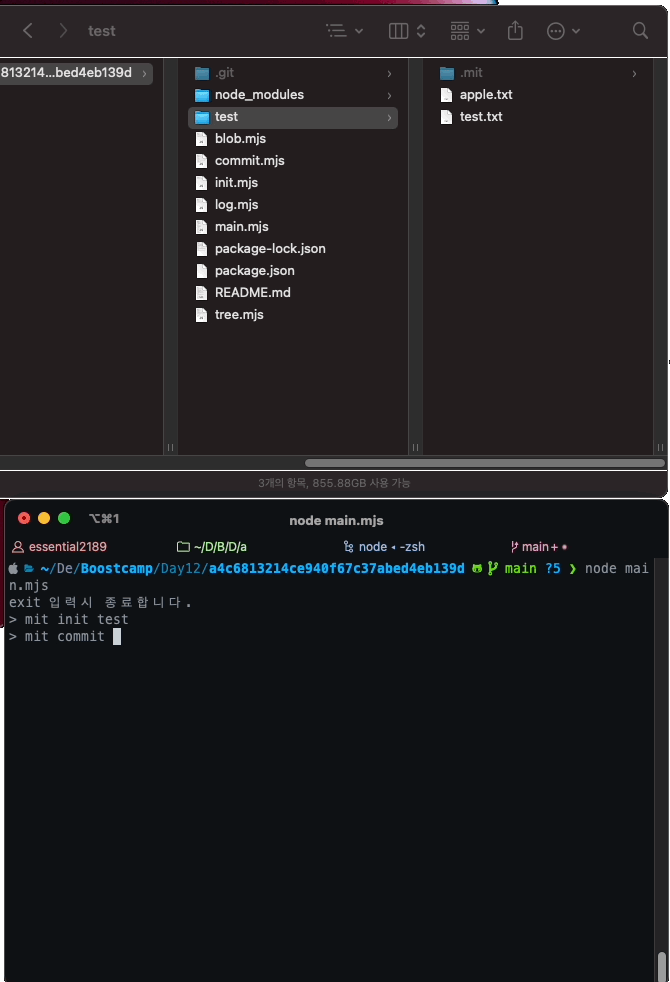 test
813214...bed4eb139d
.git
node_modules
test
blob.mjs
commit.mjs
init.mjs
log.mjs
main.mjs
package-lock.json
package.json
README.md
tree.mjs
.mit
apple.txt
test.txt
3개의 항목, 855.88GB 사용 가능
⌥⌘1
node main.mjs
essential2189
~/D/B/D/a
node ◂ -zsh
main+ •
~/De/Boostcamp/Day12/a4c6813214ce940f67c37abed4eb139d main ?5 ❯ node mai
n.mjs
exit 입력시 종료합니다.
> mit init test
> mit commit